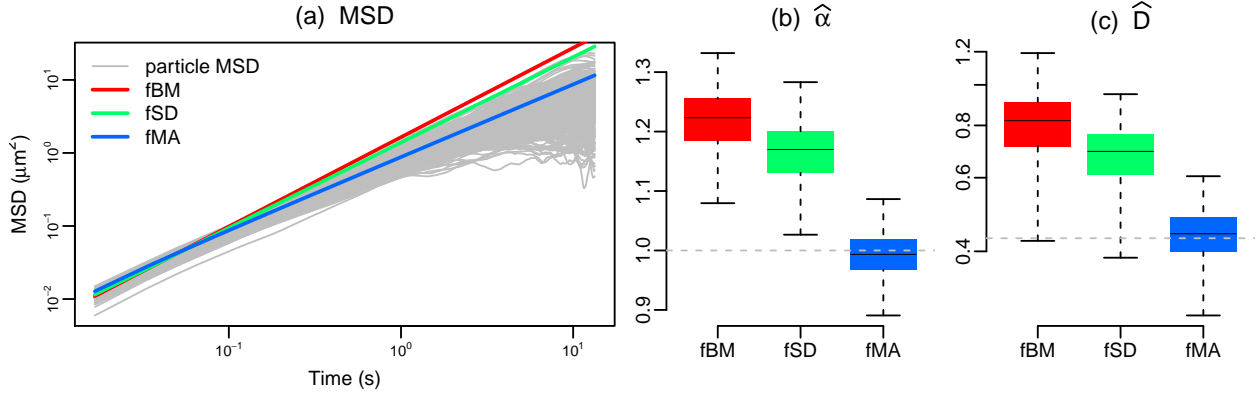 (a) MSD
particle MSD
fBM
fSD
fMA
MSD (μm²)
10⁻² 10⁻¹ 10⁰ 10¹
10⁻¹ 10⁰ 10¹
Time (s)
(b) α̂
0.9 1.0 1.1 1.2 1.3
fBM fSD fMA
(c) D̂
0.4 0.6 0.8 1.2
fBM fSD fMA